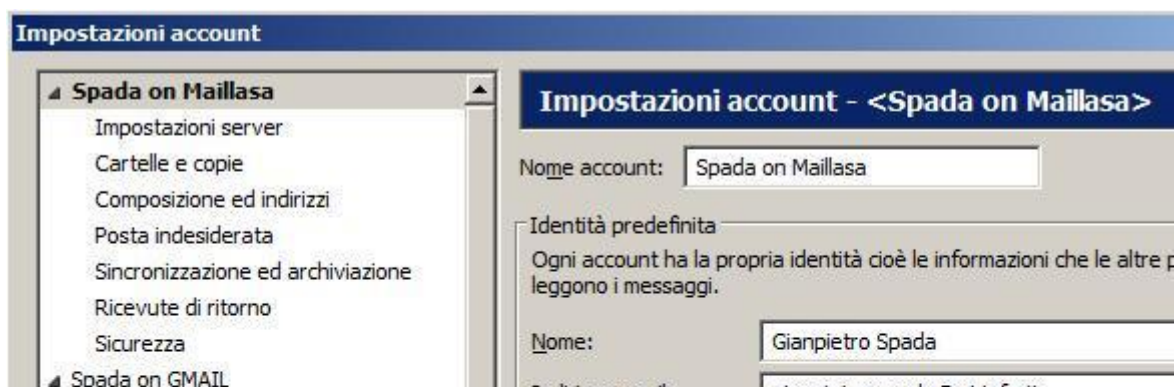 Impostazioni account
Spada on Maillasa
Impostazioni server
Cartelle e copie
Composizione ed indirizzi
Posta indesiderata
Sincronizzazione ed archiviazione
Ricevute di ritorno
Sicurezza
Spada on GMAIL
Impostazioni account - <Spada on Maillasa>
Nome account: Spada on Maillasa
Identità predefinita
Ogni account ha la propria identità cioè le informazioni che le altre p
leggono i messaggi.
Nome: Gianpietro Spada